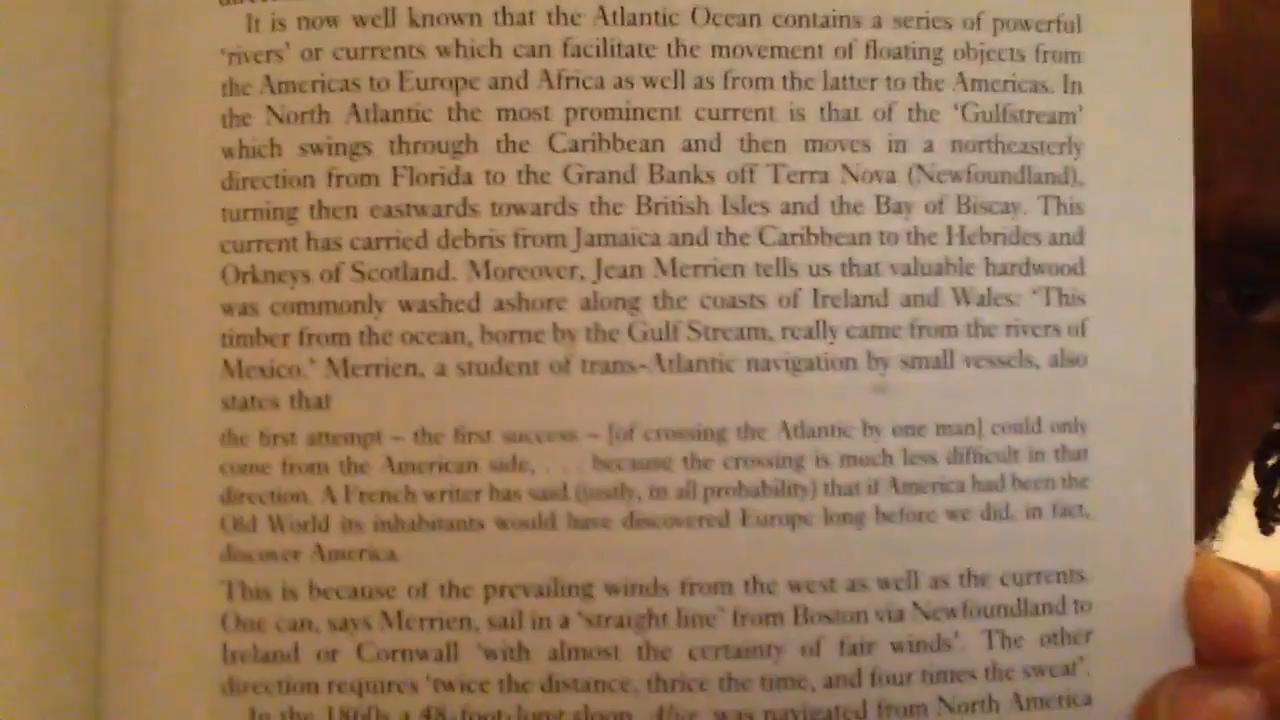 It is now well known that the Atlantic Ocean contains a series of powerful
'rivers' or currents which can facilitate the movement of floating objects from
the Americas to Europe and Africa as well as from the latter to the Americas. In
the North Atlantic the most prominent current is that of the 'Gulfstream'
which swings through the Caribbean and then moves in a northeasterly
direction from Florida to the Grand Banks off Terra Nova (Newfoundland),
turning then eastwards towards the British Isles and the Bay of Biscay. This
current has carried debris from Jamaica and the Caribbean to the Hebrides and
Orkneys of Scotland. Moreover, Jean Merrien tells us that valuable hardwood
was commonly washed ashore along the coasts of Ireland and Wales: 'This
timber from the ocean, borne by the Gulf Stream, really came from the rivers of
Mexico.' Merrien, a student of trans-Atlantic navigation by small vessels, also
states that
the first attempt – the first success – [of crossing the Atlantic by one man] could only
come from the American side, . . . because the crossing is much less difficult in that
direction. A French writer has said (justly, in all probability) that if America had been the
Old World its inhabitants would have discovered Europe long before we did, in fact,
discover America.
This is because of the prevailing winds from the west as well as the currents.
One can, says Merrien, sail in a 'straight line' from Boston via Newfoundland to
Ireland or Cornwall 'with almost the certainty of fair winds'. The other
direction requires 'twice the distance, thrice the time, and four times the sweat'.
In the 1860s a 48-foot-long sloop, Alice, was navigated from North America